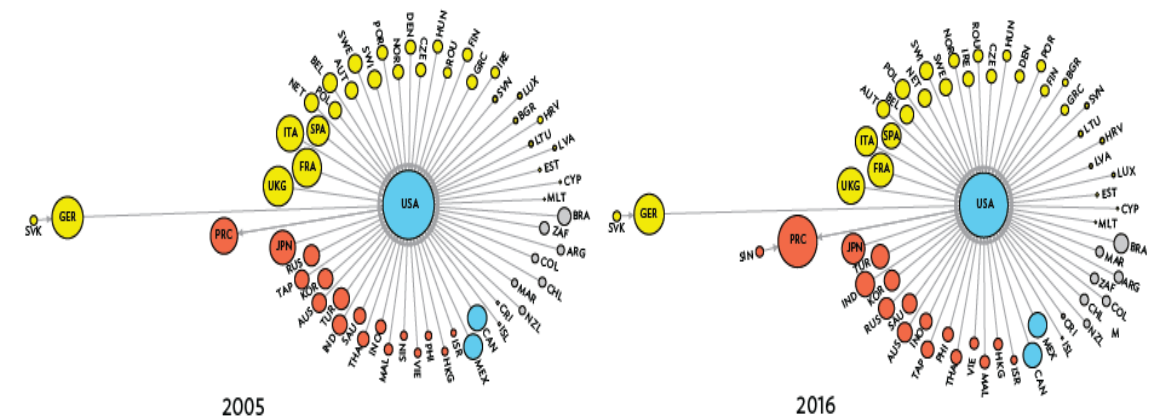 SVK
GER
PRC
USA
UKG
FRA
ITA
SPA
NET
POL
BEL
AUT
SWE
SWI
POR
NOR
DEN
CZE
HUN
ROU
FIN
GRC
IRE
SVN
LUX
BGR
HRV
LTU
LVA
EST
CYP
MLT
BRA
ZAF
ARG
COL
CHL
MAR
NZL
CRI
ISL
CAN
MEX
ISR
HKG
PHI
VIE
NIS
MAL
INO
THA
SAU
IND
TUR
AUS
KOR
TAP
RUS
JPN
2005
SVK
GER
SIN
PRC
USA
UKG
FRA
ITA
SPA
AUT
BEL
POL
NET
SWI
SWE
NOR
IRE
ROU
CZE
HUN
DEN
POR
FIN
BGR
GRC
SVN
LTU
HRV
LVA
LUX
EST
CYP
MLT
BRA
MAR
ARG
ZAF
COL
CHL
NZL
M
CRI
ISL
MEX
CAN
ISR
HKG
MAL
VIE
THA
PHI
TAP
INO
AUS
SAU
RUS
KOR
IND
TUR
JPN
2016